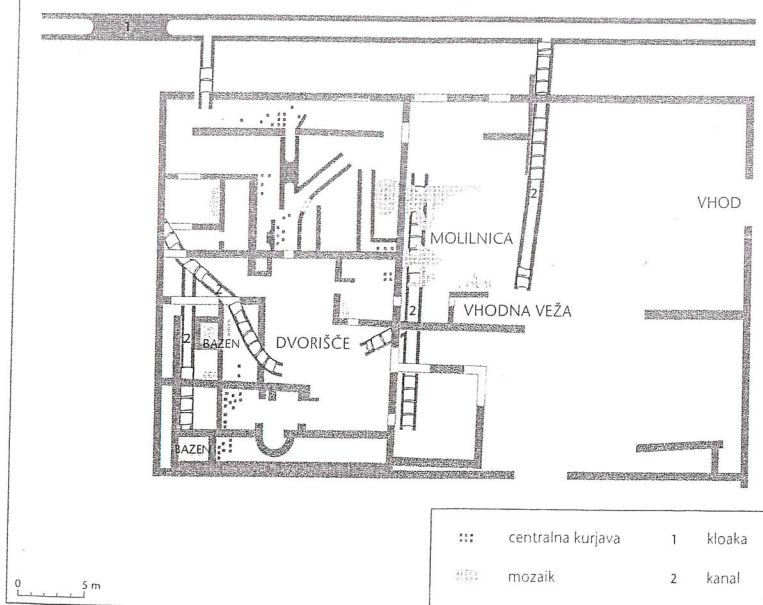 1
2
VHOD
MOLILNICA
2
2
VHODNA VEŽA
2
BAZEN
DVORIŠČE
1
BAZEN
centralna kurjava 1 kloaka
mozaik 2 kanal
0 5 m